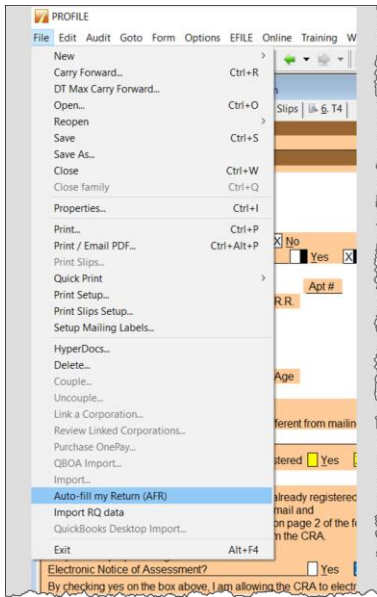 PROFILE
File Edit Audit Goto Form Options EFILE Online Training W
New >
Carry Forward... Ctrl+R
DT Max Carry Forward...
Open... Ctrl+O
Reopen >
Save Ctrl+S
Save As...
Close Ctrl+W
Close family Ctrl+Q
Properties... Ctrl+I
Print... Ctrl+P
Print / Email PDF... Ctrl+Alt+P
Print Slips...
Quick Print >
Print Setup...
Print Slips Setup...
Setup Mailing Labels...
HyperDocs...
Delete...
Couple...
Uncouple...
Link a Corporation...
Review Linked Corporations...
Purchase OnePay...
QBOA Import...
Import...
Auto-fill my Return (AFR)
Import RQ data
QuickBooks Desktop Import...
Exit Alt+F4
Slips 6. T4
X No
Yes X
Apt #
R.R.
Age
ferent from mailin
stered Yes
already registered
mail and
on page 2 of the fo
m the CRA.
Electronic Notice of Assessment? Yes
By checking yes on the box above, I am allowing the CRA to electr